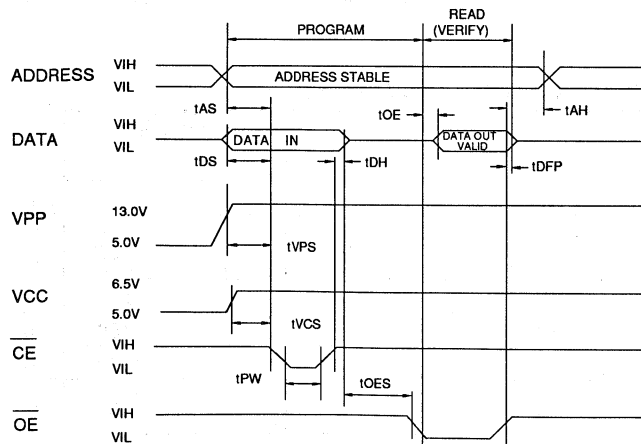 READ
PROGRAM (VERIFY)
ADDRESS VIH
VIL ADDRESS STABLE
tAS tOE tAH
DATA VIH
VIL DATA IN DATA OUT
VALID
tDS tDH tDFP
VPP 13.0V
5.0V tVPS
VCC 6.5V
5.0V tVCS
CE VIH
VIL
tPW tOES
OE VIH
VIL